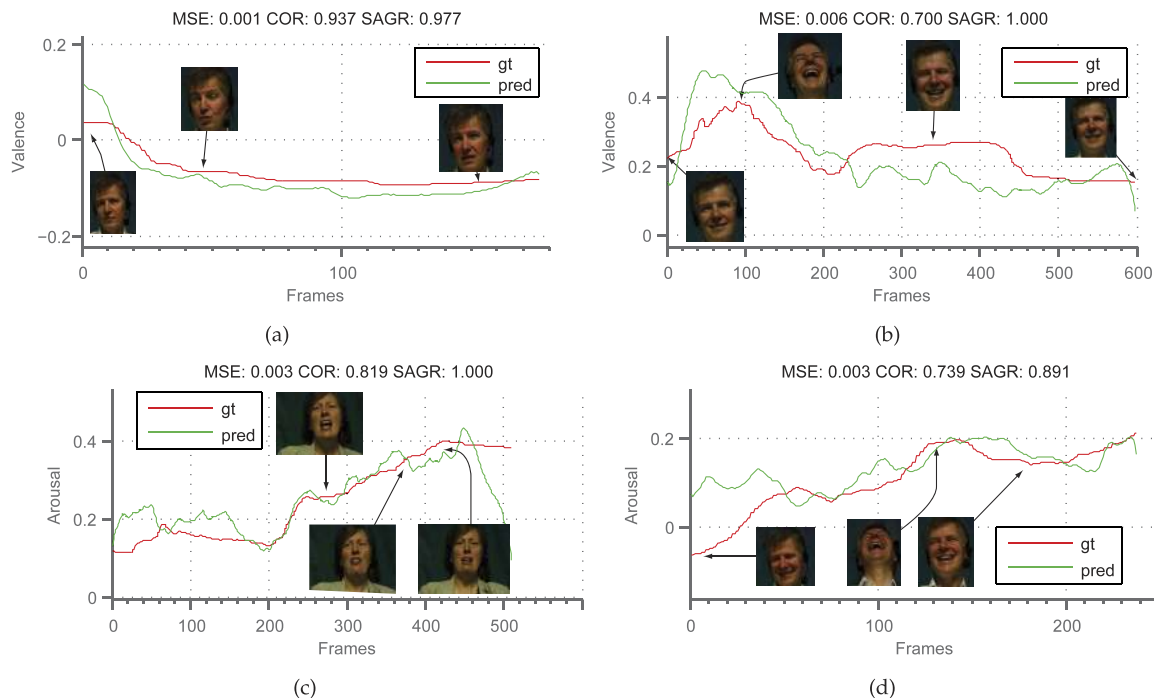 MSE: 0.001 COR: 0.937 SAGR: 0.977
0.2
0
−0.2
Valence
gt
pred
0
100
Frames
(a)
MSE: 0.006 COR: 0.700 SAGR: 1.000
0.4
0.2
0
Valence
gt
pred
0
100
200
300
400
500
600
Frames
(b)
MSE: 0.003 COR: 0.819 SAGR: 1.000
0.4
0.2
0
Arousal
gt
pred
0
100
200
300
400
500
Frames
(c)
MSE: 0.003 COR: 0.739 SAGR: 0.891
0.2
0
Arousal
gt
pred
0
100
200
Frames
(d)